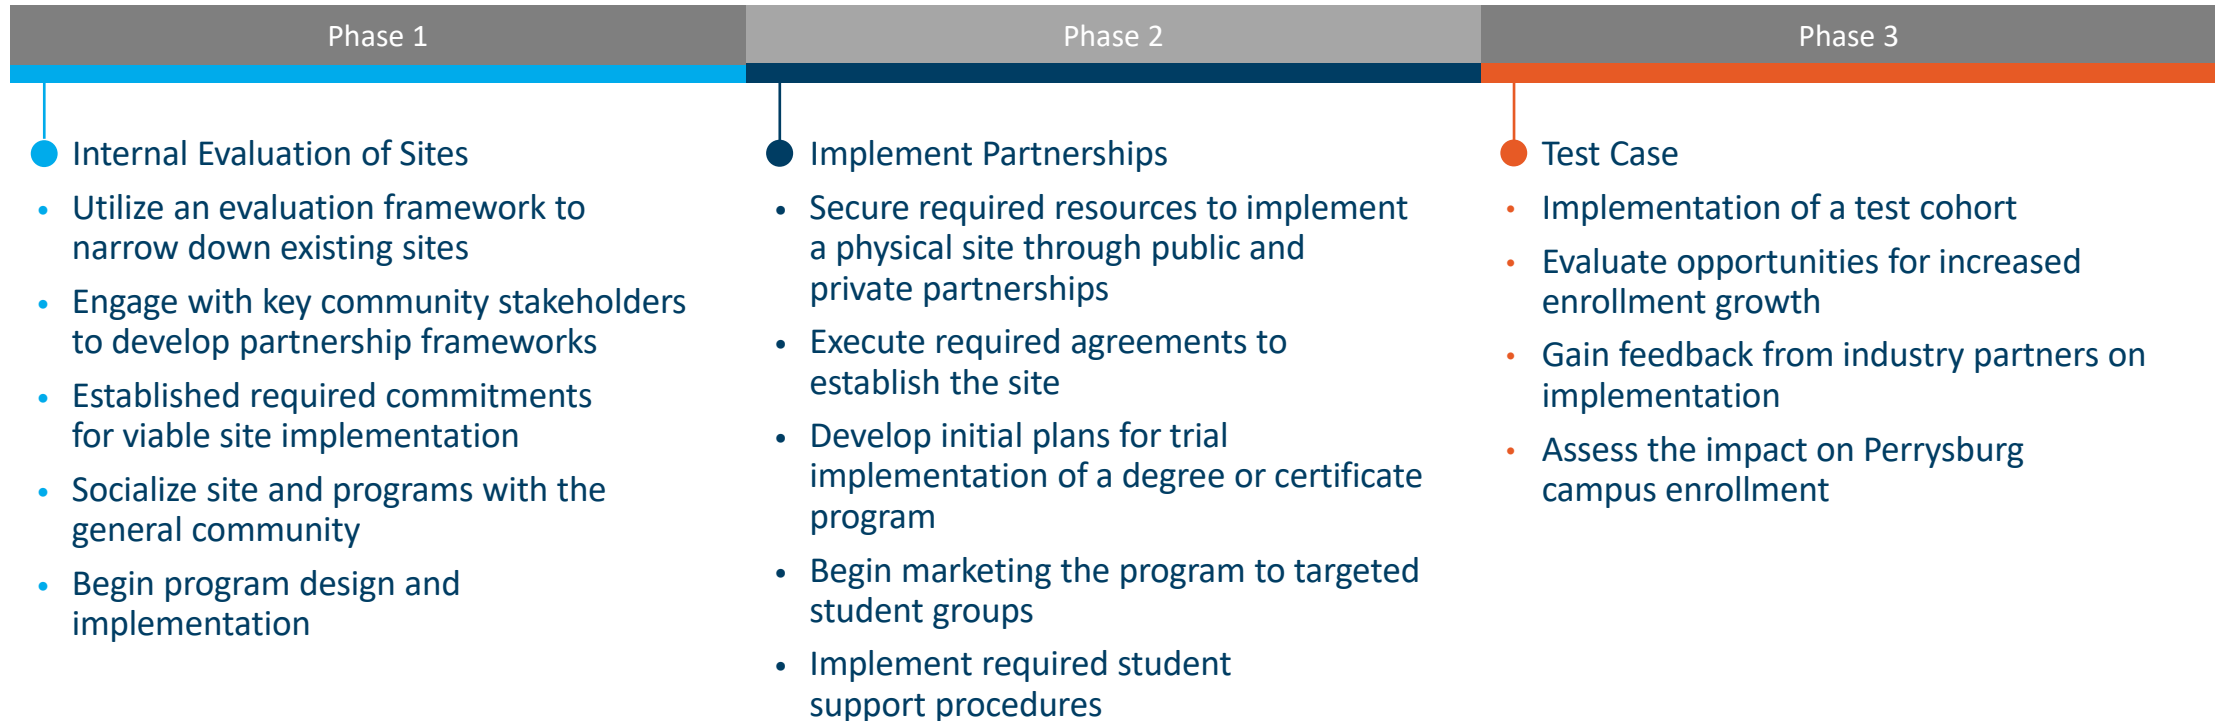 Phase 1
Phase 2
Phase 3
Internal Evaluation of Sites
• Utilize an evaluation framework to
narrow down existing sites
• Engage with key community stakeholders
to develop partnership frameworks
• Established required commitments
for viable site implementation
• Socialize site and programs with the
general community
• Begin program design and
implementation
Implement Partnerships
• Secure required resources to implement
a physical site through public and
private partnerships
• Execute required agreements to
establish the site
• Develop initial plans for trial
implementation of a degree or certificate
program
• Begin marketing the program to targeted
student groups
• Implement required student
support procedures
Test Case
• Implementation of a test cohort
• Evaluate opportunities for increased
enrollment growth
• Gain feedback from industry partners on
implementation
• Assess the impact on Perrysburg
campus enrollment